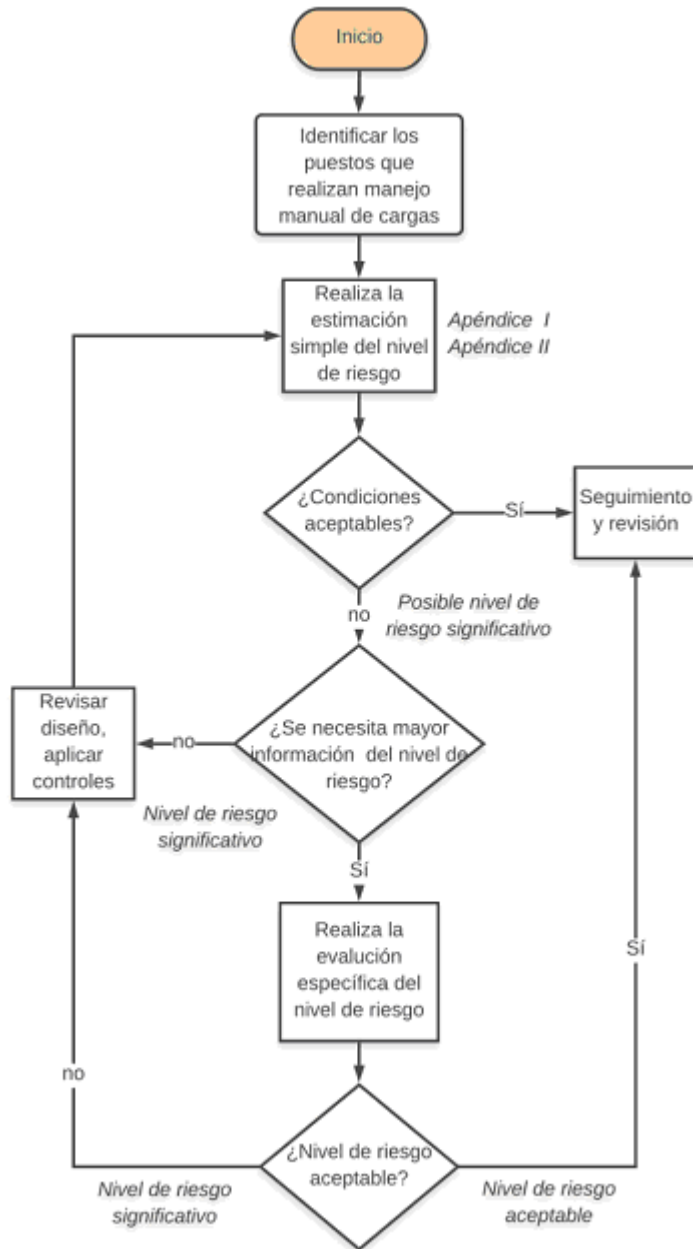 Inicio
Identificar los
puestos que
realizan manejo
manual de cargas
Realiza la
estimación
simple del nivel
de riesgo
Apéndice I
Apéndice II
¿Condiciones
aceptables?
Sí
Seguimiento
y revisión
no
Posible nivel de
riesgo significativo
Revisar
diseño,
aplicar
controles
no
¿Se necesita mayor
información del nivel de
riesgo?
Nivel de riesgo
significativo
Sí
Realiza la
evalución
específica del
nivel de riesgo
Sí
no
¿Nivel de riesgo
aceptable?
Nivel de riesgo
significativo
Nivel de riesgo
aceptable